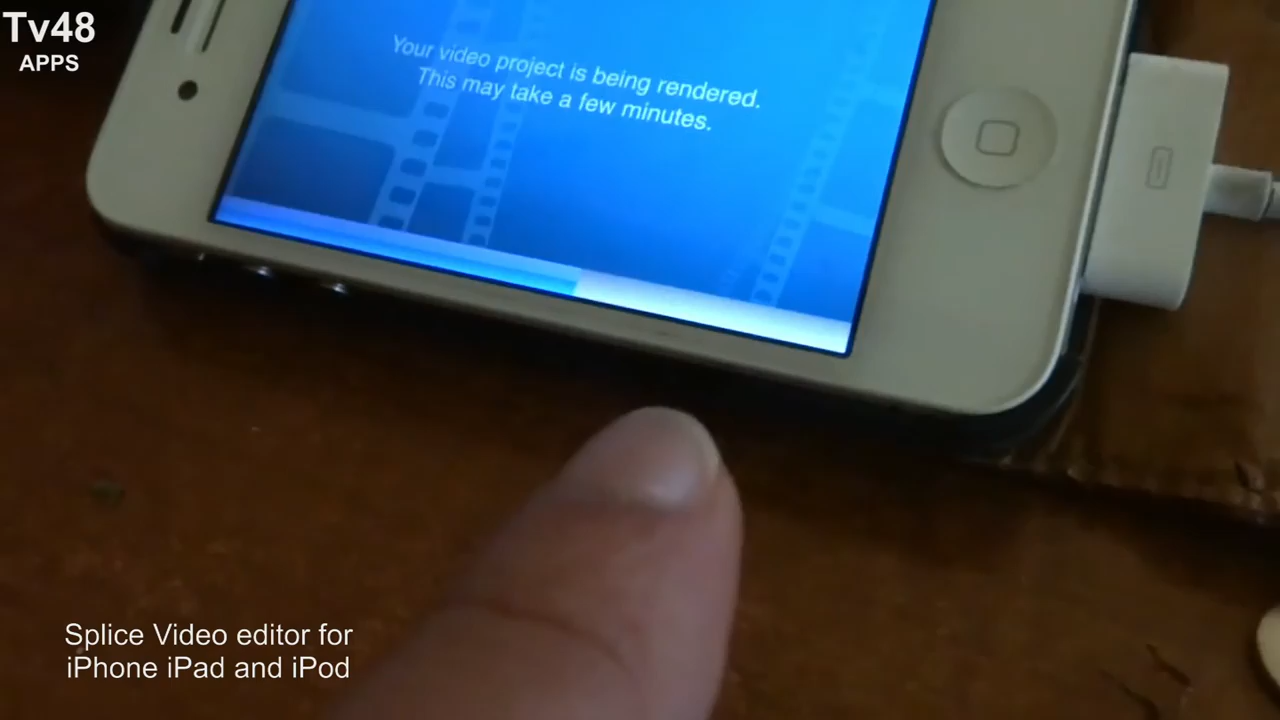 Tv48
APPS
Your video project is being rendered.
This may take a few minutes.
Splice Video editor for
iPhone iPad and iPod